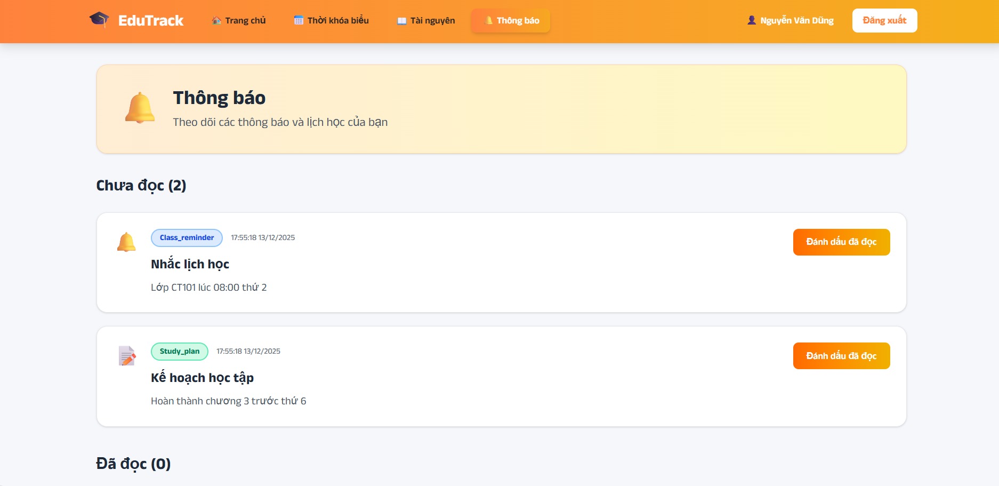 EduTrack
Trang chủ
Thời khóa biểu
Tài nguyên
Thông báo
Nguyễn Văn Dũng
Đăng xuất
Thông báo
Theo dõi các thông báo và lịch học của bạn
Chưa đọc (2)
Class_reminder 17:55:18 13/12/2025
Đánh dấu đã đọc
Nhắc lịch học
Lớp CT101 lúc 08:00 thứ 2
Study_plan 17:55:18 13/12/2025
Đánh dấu đã đọc
Kế hoạch học tập
Hoàn thành chương 3 trước thứ 6
Đã đọc (0)